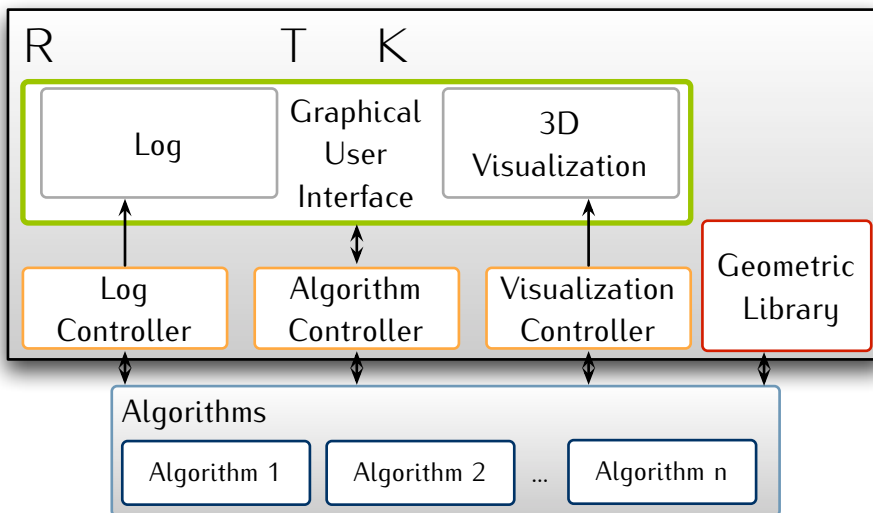 R T K
Log
Graphical
User
Interface
3D
Visualization
Log
Controller
Algorithm
Controller
Visualization
Controller
Geometric
Library
Algorithms
Algorithm 1
Algorithm 2
...
Algorithm n